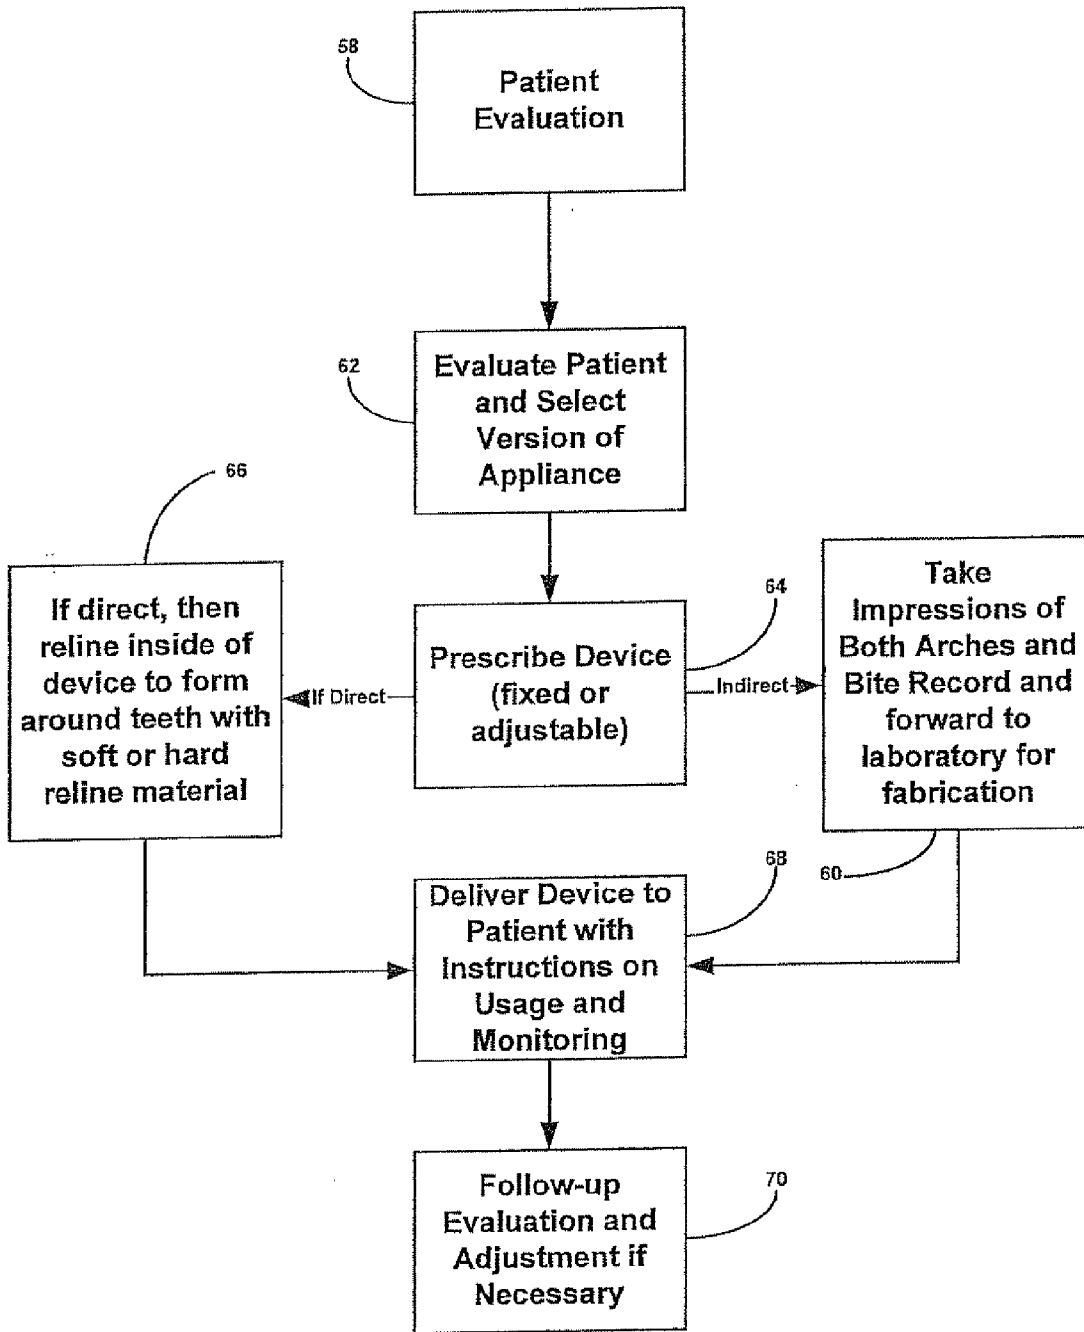 58
Patient
Evaluation
62
Evaluate Patient
and Select
Version of
Appliance
66
If direct, then
reline inside of
device to form
around teeth with
soft or hard
reline material
If Direct
64
Prescribe Device
(fixed or
adjustable)
Indirect
Take
Impressions of
Both Arches and
Bite Record and
forward to
laboratory for
fabrication
60
68
Deliver Device to
Patient with
Instructions on
Usage and
Monitoring
70
Follow-up
Evaluation and
Adjustment if
Necessary